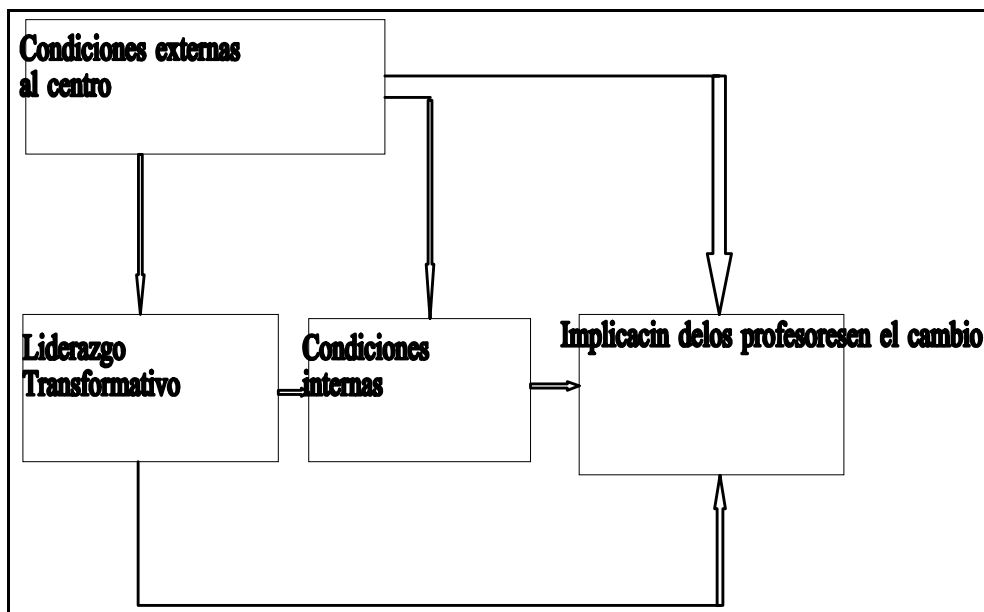 Condiciones externas
al centro
Liderazgo
Transformativo
Condiciones
internas
Implicacin delos profesoresen el cambio